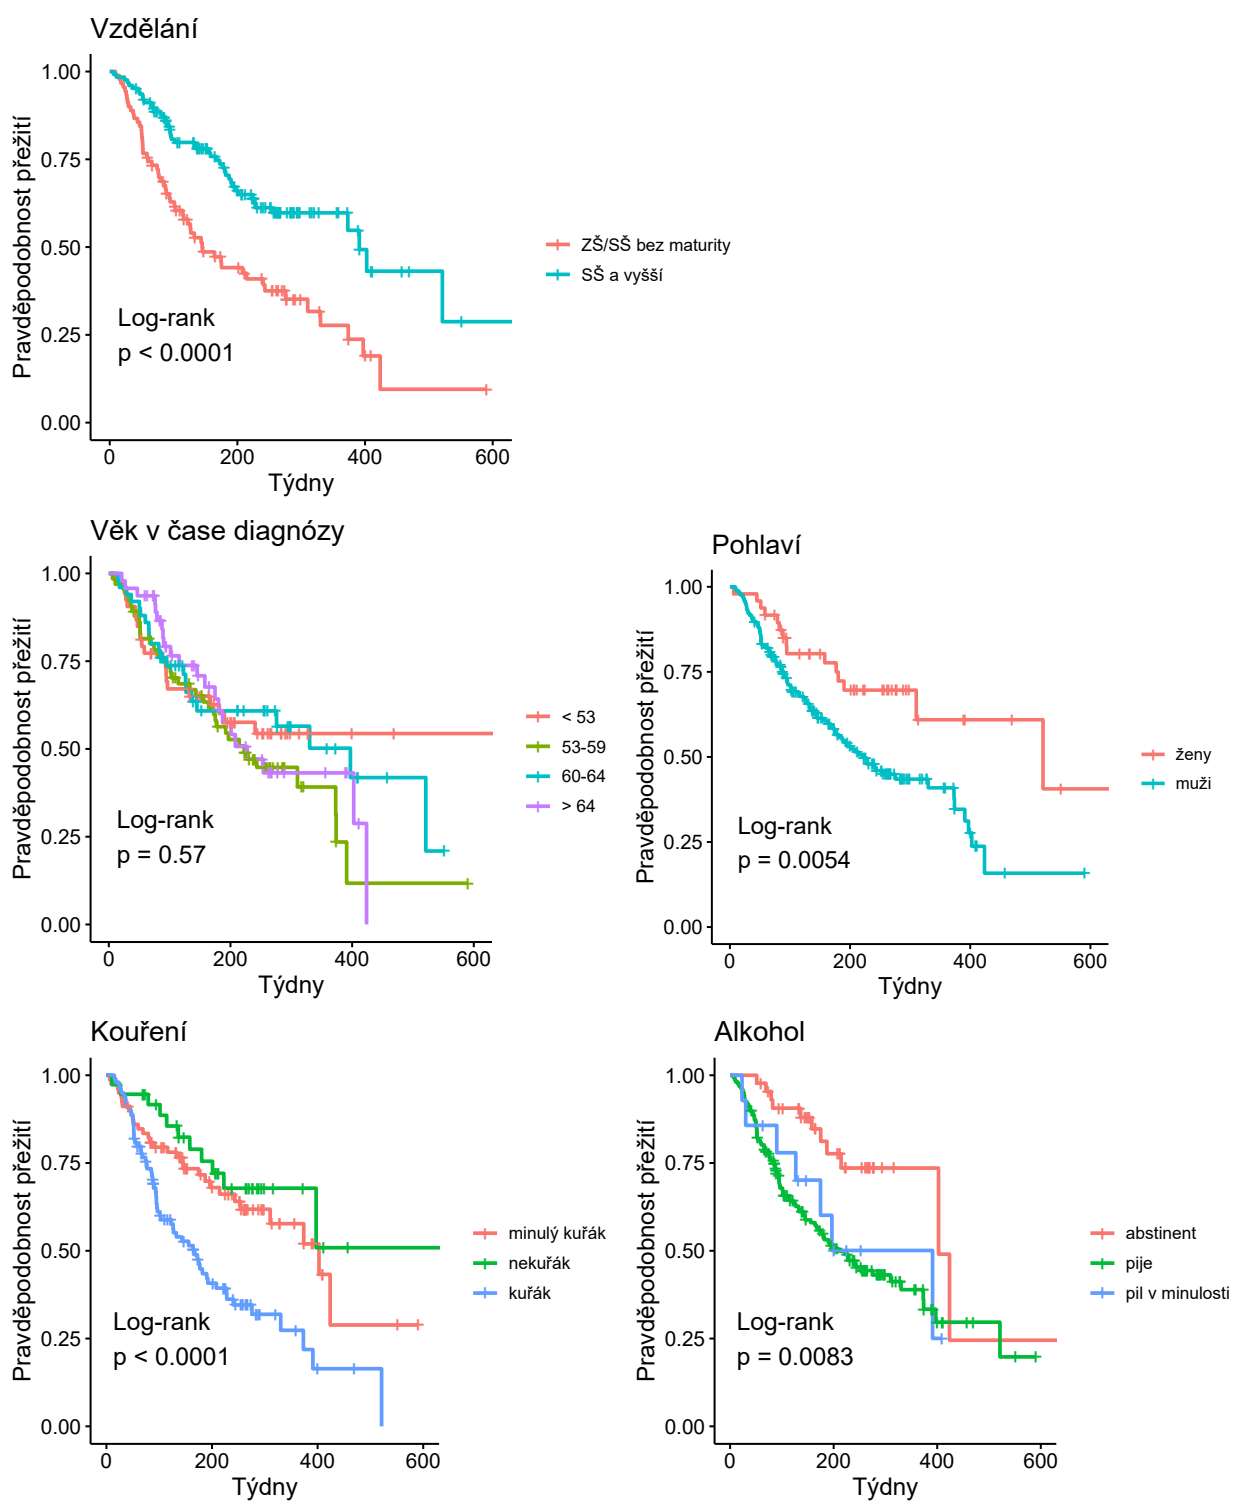 Vzdělání
Pravděpodobnost přežití
1.00
0.75
0.50
0.25
0.00
Log-rank
p < 0.0001
0 200 400 600
Týdny
ZŠ/SŠ bez maturity
SŠ a vyšší
Věk v čase diagnózy
Pravděpodobnost přežití
1.00
0.75
0.50
0.25
0.00
Log-rank
p = 0.57
0 200 400 600
Týdny
< 53
53-59
60-64
> 64
Pohlaví
Pravděpodobnost přežití
1.00
0.75
0.50
0.25
0.00
Log-rank
p = 0.0054
0 200 400 600
Týdny
ženy
muži
Kouření
Pravděpodobnost přežití
1.00
0.75
0.50
0.25
0.00
Log-rank
p < 0.0001
0 200 400 600
Týdny
minulý kuřák
nekuřák
kuřák
Alkohol
Pravděpodobnost přežití
1.00
0.75
0.50
0.25
0.00
Log-rank
p = 0.0083
0 200 400 600
Týdny
abstinent
pije
pil v minulosti